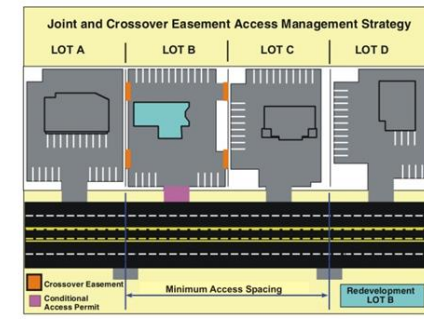 Joint and Crossover Easement Access Management Strategy
LOT A
LOT B
LOT C
LOT D
Crossover Easement
Conditional
Access Permit
Minimum Access Spacing
Redevelopment
LOT B